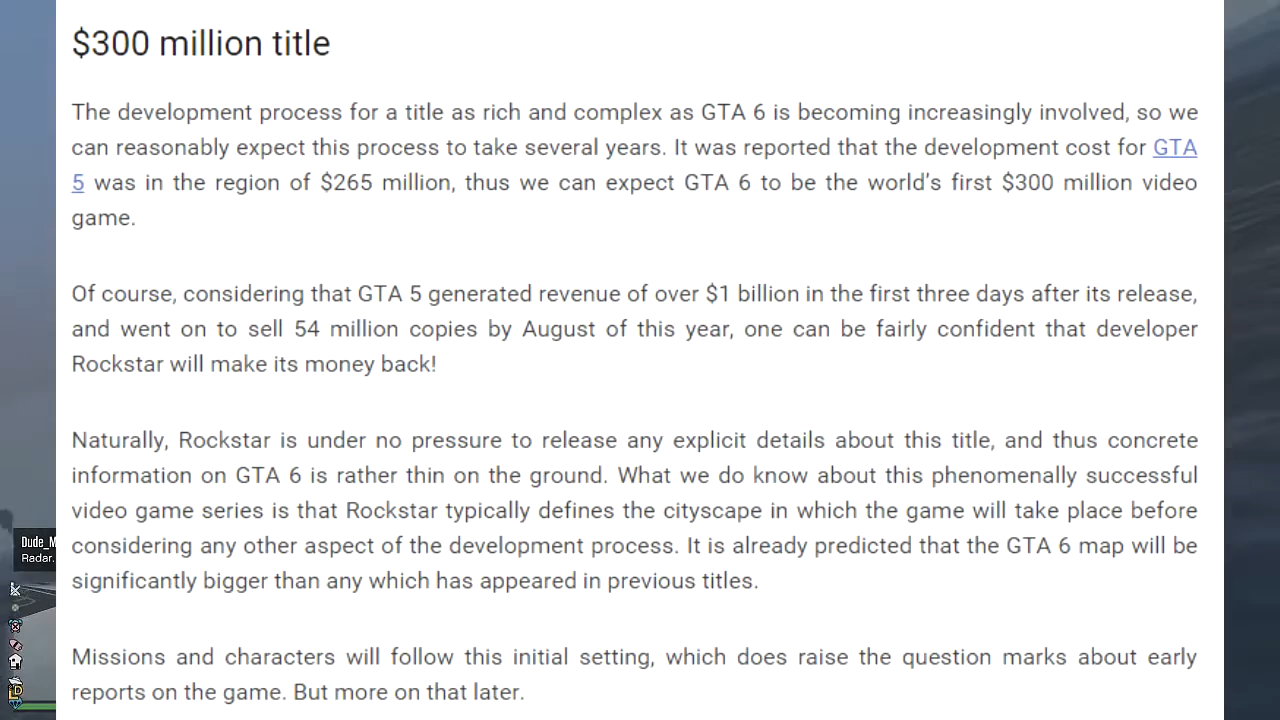 $300 million title
The development process for a title as rich and complex as GTA 6 is becoming increasingly involved, so we
can reasonably expect this process to take several years. It was reported that the development cost for GTA
5 was in the region of $265 million, thus we can expect GTA 6 to be the world's first $300 million video
game.
Of course, considering that GTA 5 generated revenue of over $1 billion in the first three days after its release,
and went on to sell 54 million copies by August of this year, one can be fairly confident that developer
Rockstar will make its money back!
Naturally, Rockstar is under no pressure to release any explicit details about this title, and thus concrete
information on GTA 6 is rather thin on the ground. What we do know about this phenomenally successful
video game series is that Rockstar typically defines the cityscape in which the game will take place before
considering any other aspect of the development process. It is already predicted that the GTA 6 map will be
significantly bigger than any which has appeared in previous titles.
Missions and characters will follow this initial setting, which does raise the question marks about early
reports on the game. But more on that later.
Dude_M
Radar.